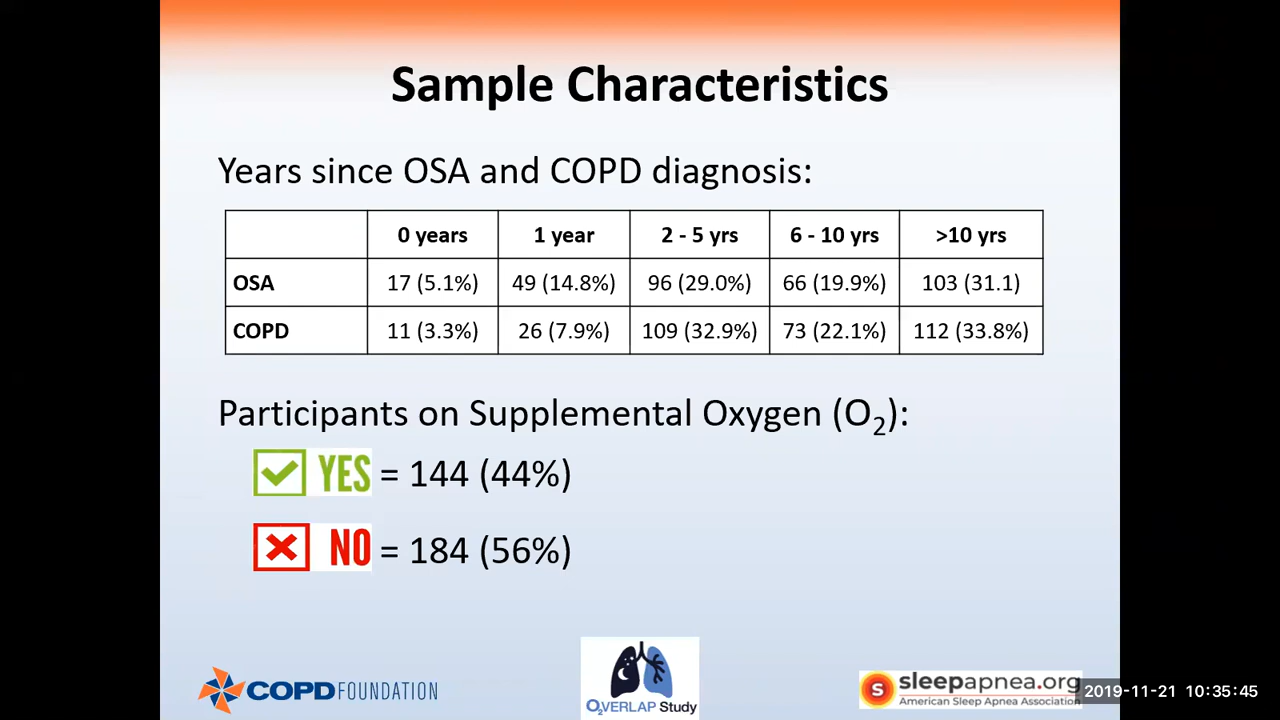 Sample Characteristics
Years since OSA and COPD diagnosis:
0 years 1 year 2 - 5 yrs 6 - 10 yrs >10 yrs
OSA 17 (5.1%) 49 (14.8%) 96 (29.0%) 66 (19.9%) 103 (31.1)
COPD 11 (3.3%) 26 (7.9%) 109 (32.9%) 73 (22.1%) 112 (33.8%)
Participants on Supplemental Oxygen (O₂):
YES = 144 (44%)
NO = 184 (56%)
COPDFOUNDATION
O₂VERLAP Study
S sleepapnea.org
American Sleep Apnea Association
2019-11-21 10:35:45